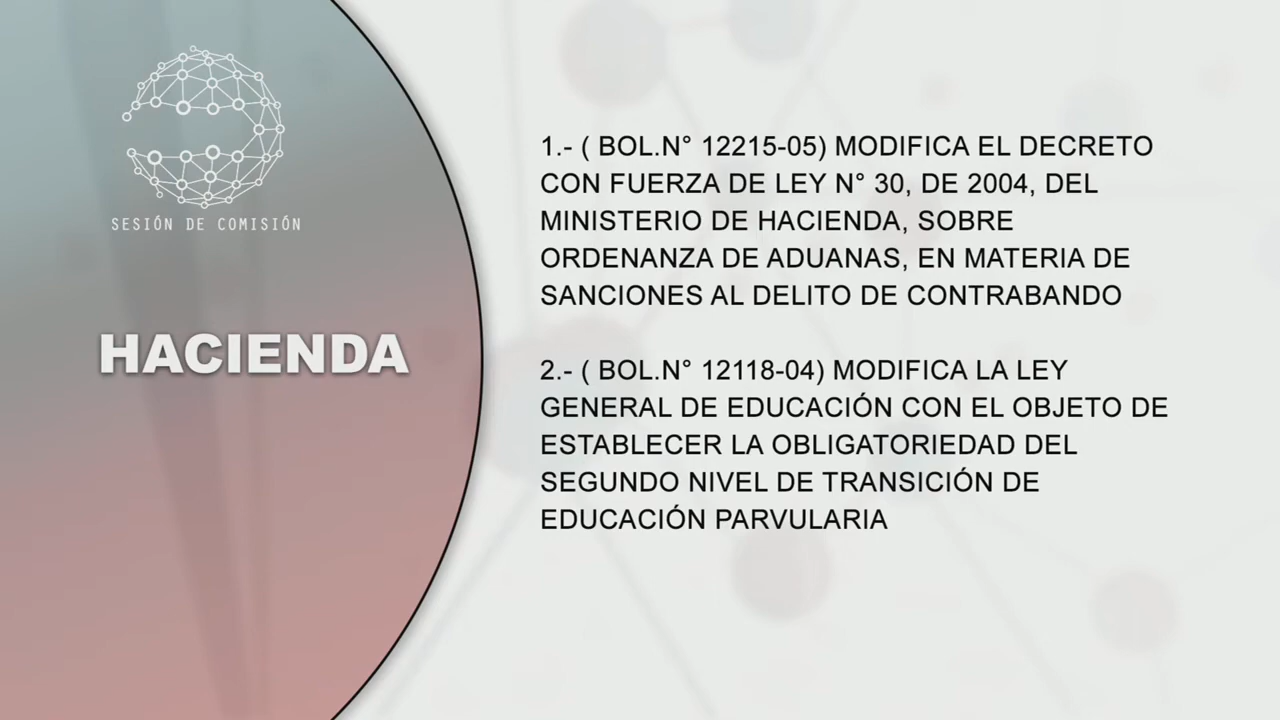 SESIÓN DE COMISIÓN
HACIENDA
1.- ( BOL.N° 12215-05) MODIFICA EL DECRETO
CON FUERZA DE LEY N° 30, DE 2004, DEL
MINISTERIO DE HACIENDA, SOBRE
ORDENANZA DE ADUANAS, EN MATERIA DE
SANCIONES AL DELITO DE CONTRABANDO
2.- ( BOL.N° 12118-04) MODIFICA LA LEY
GENERAL DE EDUCACIÓN CON EL OBJETO DE
ESTABLECER LA OBLIGATORIEDAD DEL
SEGUNDO NIVEL DE TRANSICIÓN DE
EDUCACIÓN PARVULARIA